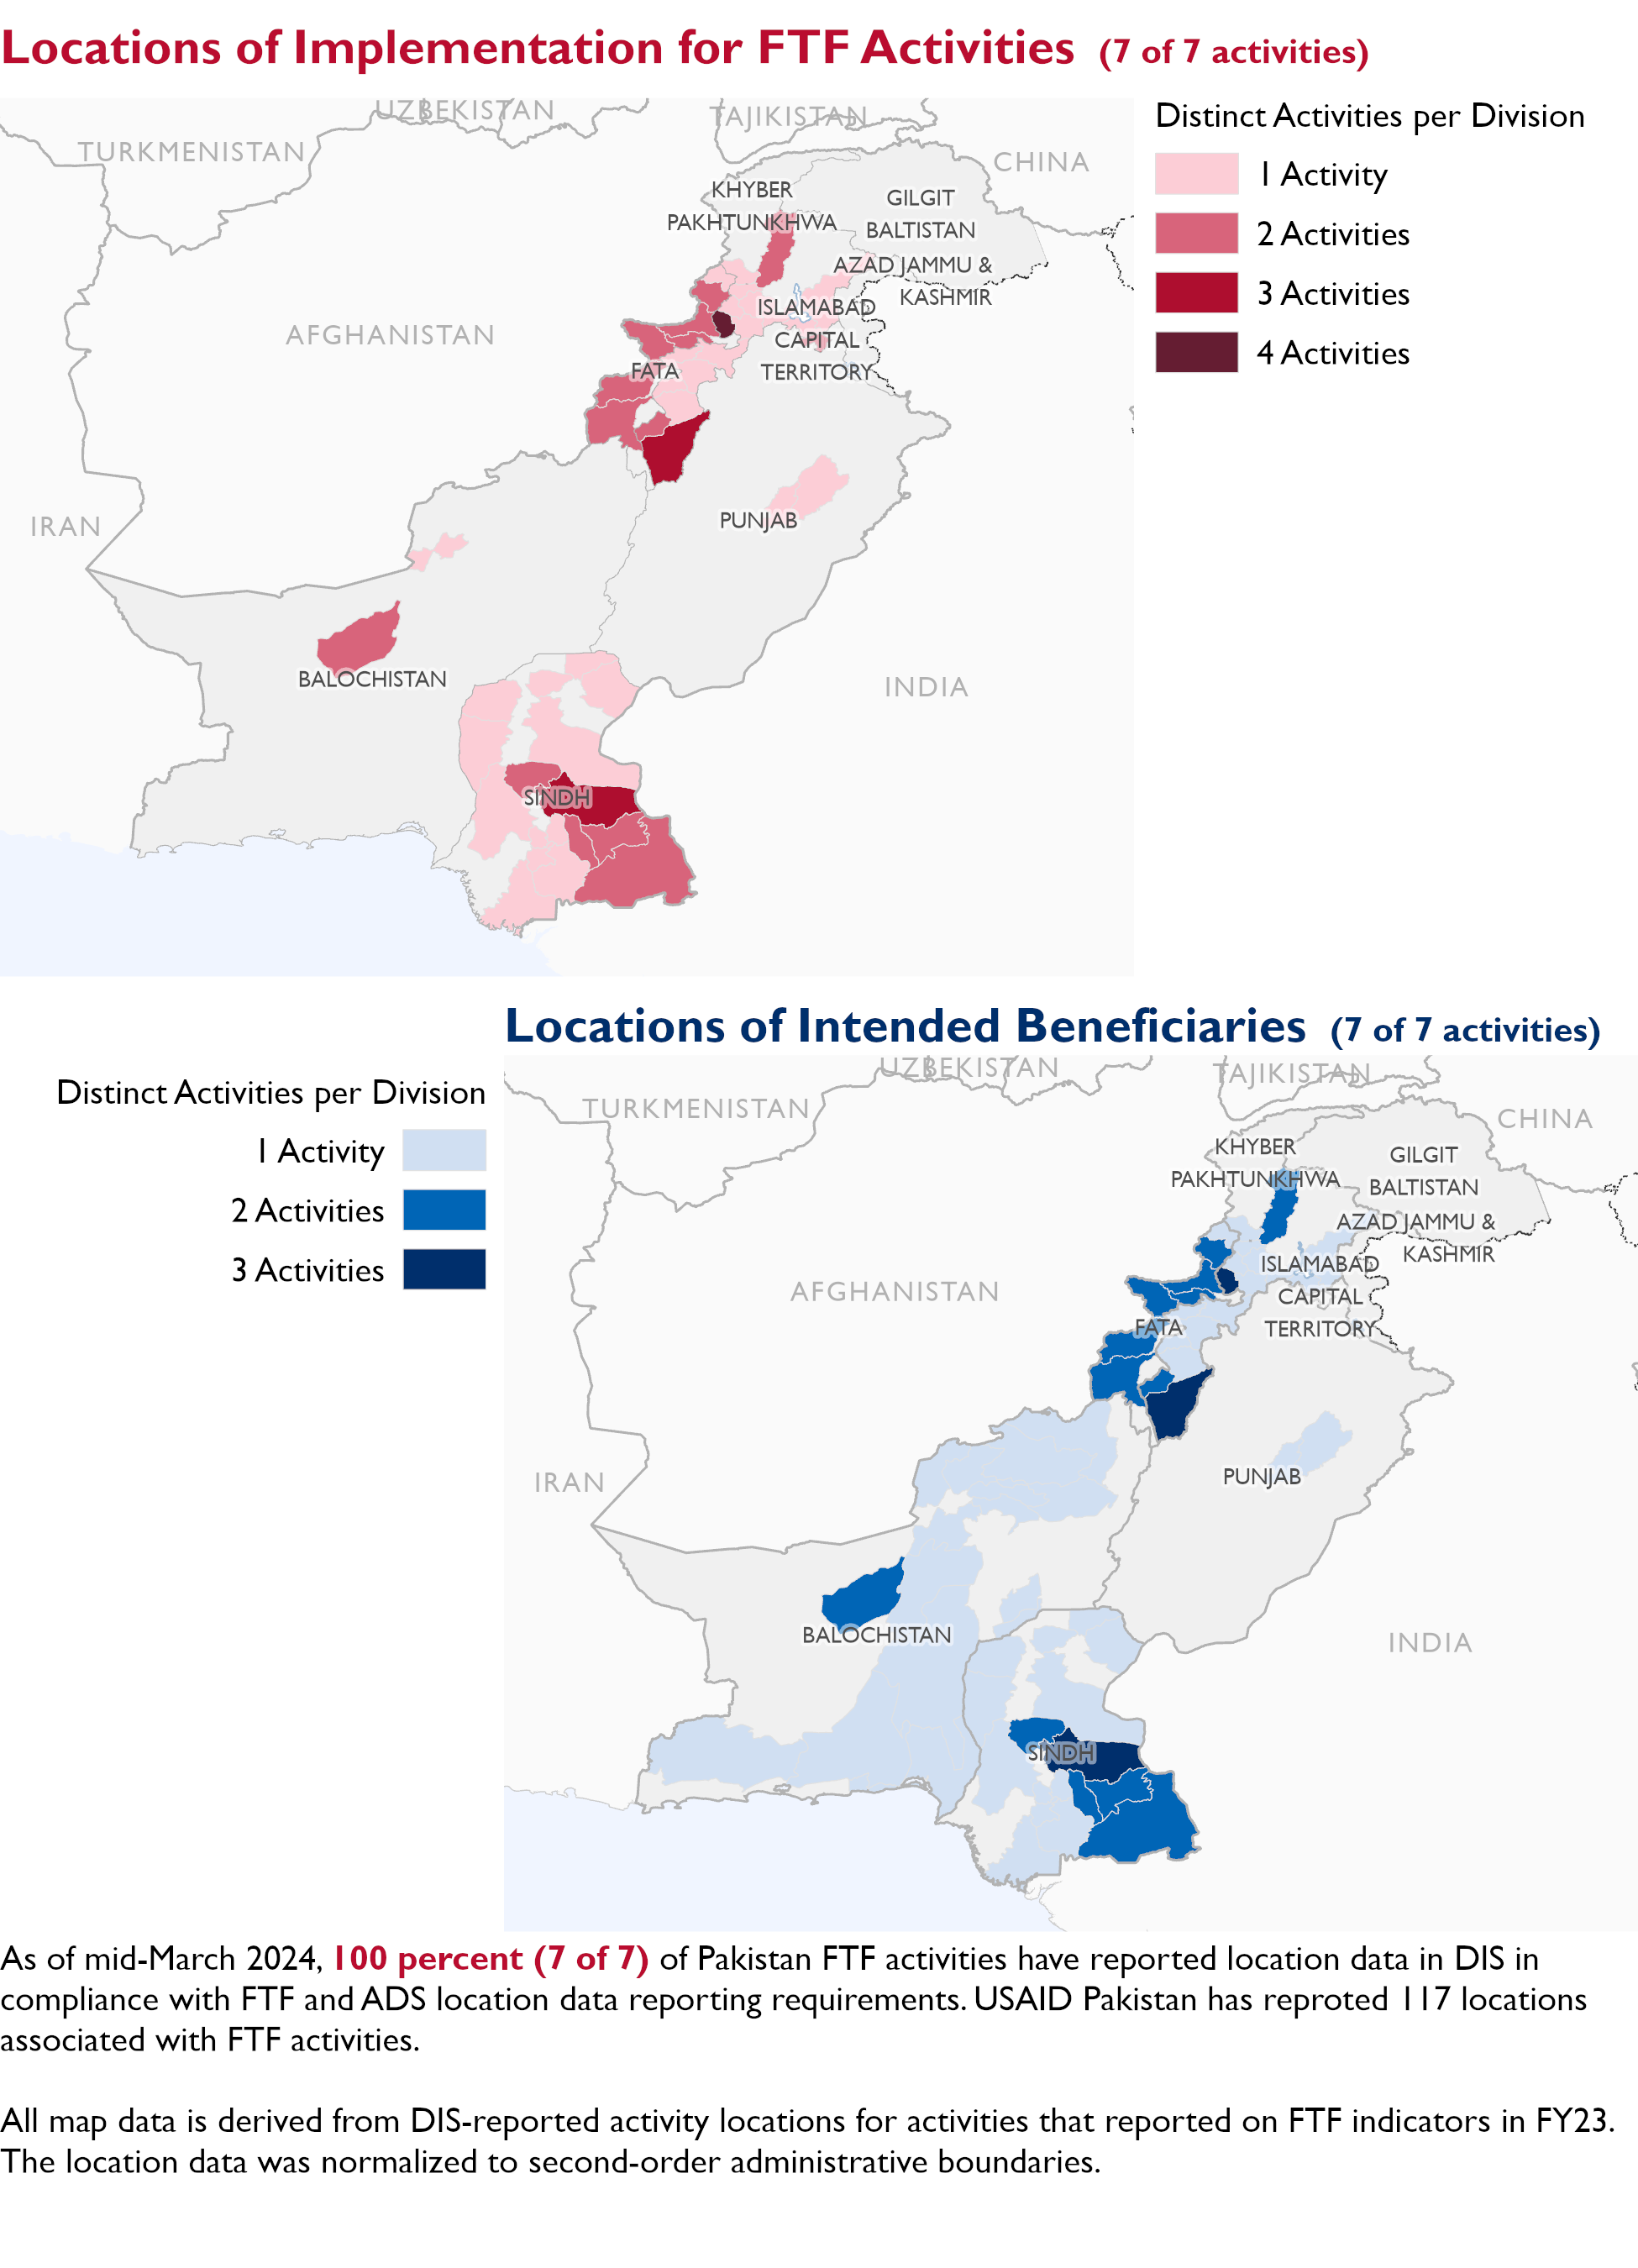 Locations of Implementation for FTF Activities (7 of 7 activities)
UZBEKISTAN
TAJIKISTAN
TURKMENISTAN
CHINA
KHYBER
PAKHTUNKHWA
GILGIT
BALTISTAN
AZAD JAMMU &
KASHMIR
ISLAMABAD
CAPITAL
TERRITORY
AFGHANISTAN
FATA
IRAN
PUNJAB
BALOCHISTAN
INDIA
SINDH
Distinct Activities per Division
1 Activity
2 Activities
3 Activities
4 Activities
Locations of Intended Beneficiaries (7 of 7 activities)
Distinct Activities per Division
1 Activity
2 Activities
3 Activities
UZBEKISTAN
TAJIKISTAN
TURKMENISTAN
CHINA
KHYBER
PAKHTUNKHWA
GILGIT
BALTISTAN
AZAD JAMMU &
KASHMIR
ISLAMABAD
CAPITAL
TERRITORY
AFGHANISTAN
FATA
IRAN
PUNJAB
BALOCHISTAN
INDIA
SINDH
As of mid-March 2024, 100 percent (7 of 7) of Pakistan FTF activities have reported location data in DIS in
compliance with FTF and ADS location data reporting requirements. USAID Pakistan has reproted 117 locations
associated with FTF activities.
All map data is derived from DIS-reported activity locations for activities that reported on FTF indicators in FY23.
The location data was normalized to second-order administrative boundaries.